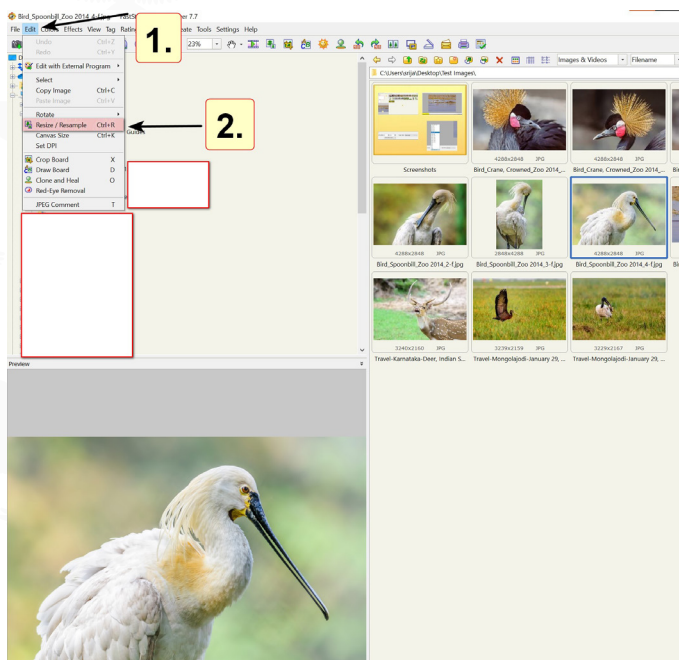 Bird_Spoonbill_Zoo 2014_4-f.jpg
7.7
File Edit Colors Effects View Tag Tools Settings Help
23%
Undo Ctrl+Z
Redo Ctrl+Y
Edit with External Program
Select
Copy Image Ctrl+C
Paste Image Ctrl+V
Rotate
Resize / Resample Ctrl+R
Canvas Size Ctrl+K
Set DPI
Crop Board X
Draw Board D
Clone and Heal O
Red-Eye Removal
JPEG Comment T
1.
2.
Guides
Preview
Images & Videos
Filename
C:\Users\srija\Desktop\Test Images\
Screenshots
4288x2848 JPG
Bird_Crane, Crowned_Zoo 2014_...
4288x2848 JPG
Bird_Crane, Crowned_Zoo 2014_...
4288x2848 JPG
Bird_Spoonbill_Zoo 2014_2-f.jpg
2848x4288 JPG
Bird_Spoonbill_Zoo 2014_3-f.jpg
4288x2848 JPG
Bird_Spoonbill_Zoo 2014_4-f.jpg
3240x2160 JPG
Travel-Karnataka-Deer, Indian S...
3239x2159 JPG
Travel-Mongolajodi-January 29, ...
3229x2167 JPG
Travel-Mongolajodi-January 29, ...